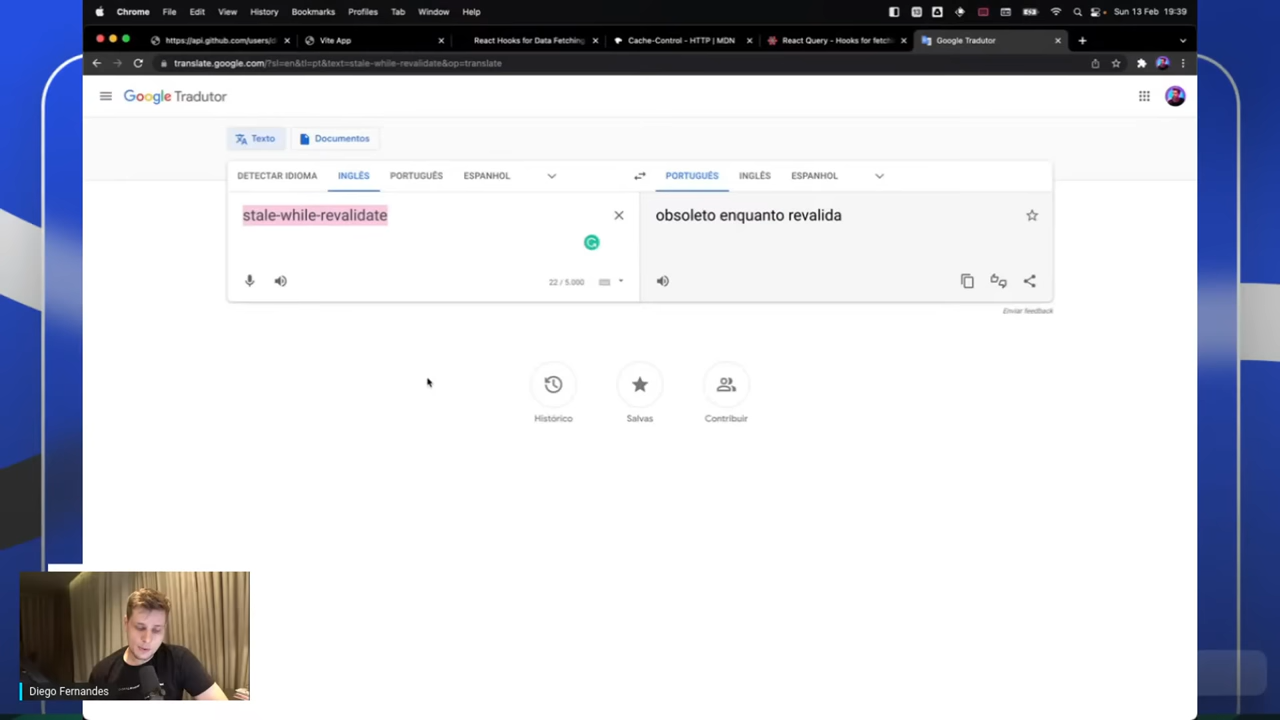 Chrome File Edit View History Bookmarks Profiles Tab Window Help
13
Sun 13 Feb 19:39
https://api.github.com/users/d
Vite App
React Hooks for Data Fetching
Cache-Control - HTTP | MDN
React Query - Hooks for fetchi
Google Tradutor
translate.google.com/?sl=en&tl=pt&text=stale-while-revalidate&op=translate
Google Tradutor
Texto
Documentos
DETECTAR IDIOMA
INGLÊS
PORTUGUÊS
ESPANHOL
PORTUGUÊS
INGLÊS
ESPANHOL
stale-while-revalidate
obsoleto enquanto revalida
22 / 5.000
Enviar feedback
Histórico
Salvas
Contribuir
Diego Fernandes